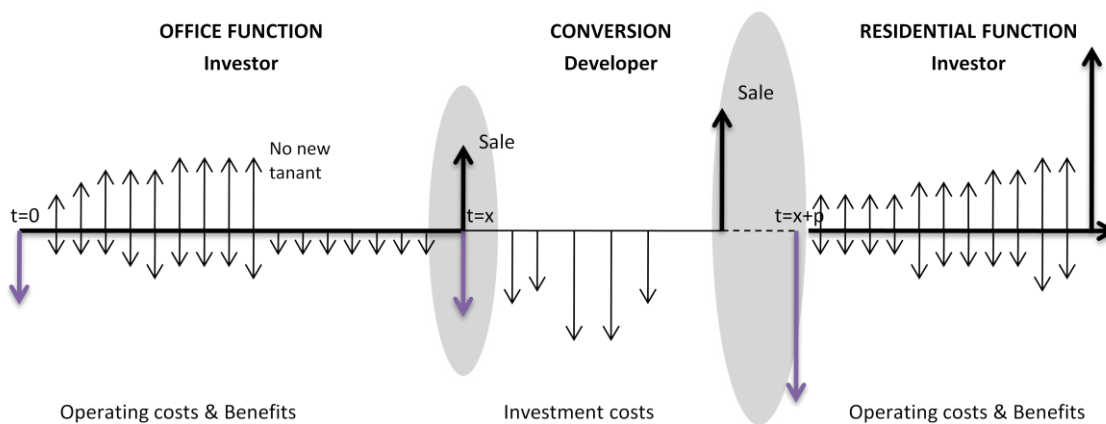 OFFICE FUNCTION
Investor
CONVERSION
Developer
RESIDENTIAL FUNCTION
Investor
Sale
Sale
No new
tanant
t=0
t=x
t=x+p
Operating costs & Benefits
Investment costs
Operating costs & Benefits